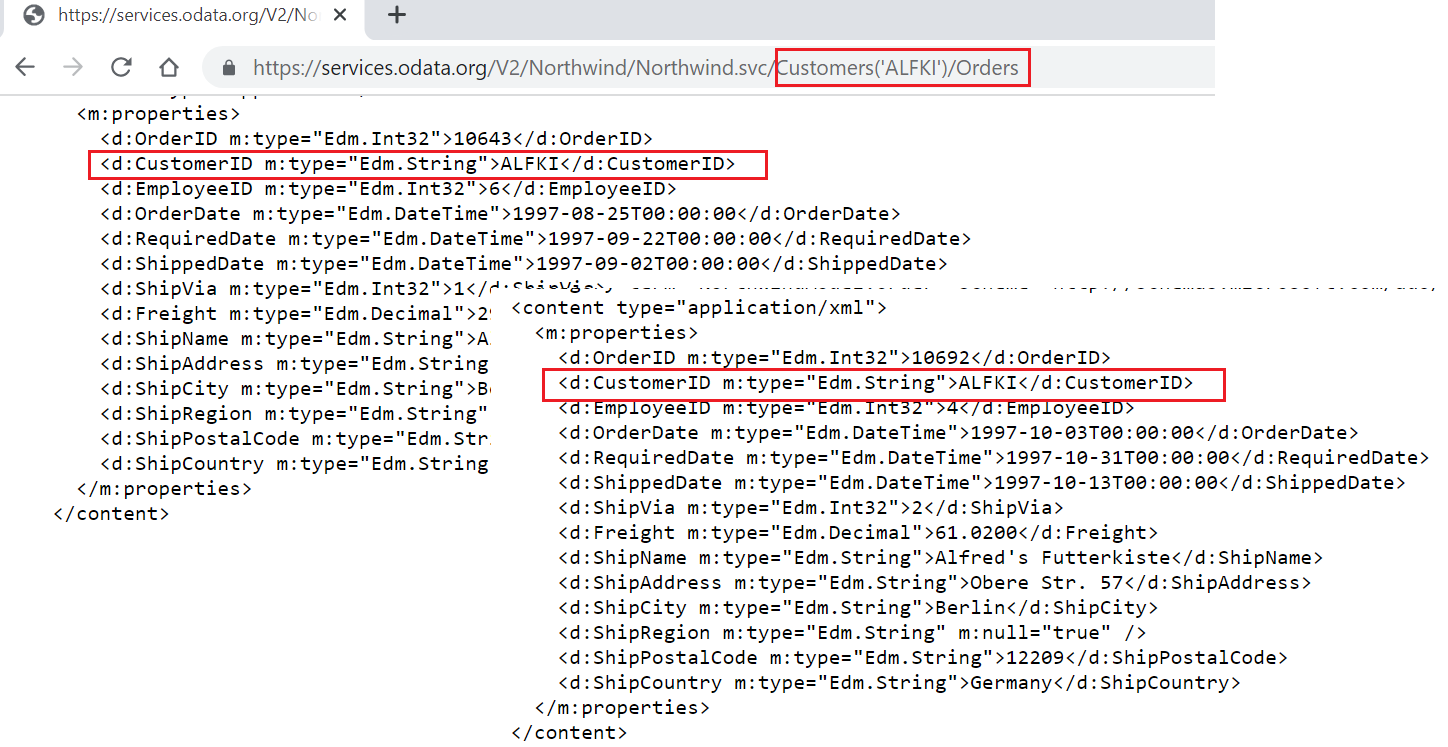 https://services.odata.org/V2/No
https://services.odata.org/V2/Northwind/Northwind.svc/Customers('ALFKI')/Orders
<m:properties>
<d:OrderID m:type="Edm.Int32">10643</d:OrderID>
<d:CustomerID m:type="Edm.String">ALFKI</d:CustomerID>
<d:EmployeeID m:type="Edm.Int32">6</d:EmployeeID>
<d:OrderDate m:type="Edm.DateTime">1997-08-25T00:00:00</d:OrderDate>
<d:RequiredDate m:type="Edm.DateTime">1997-09-22T00:00:00</d:RequiredDate>
<d:ShippedDate m:type="Edm.DateTime">1997-09-02T00:00:00</d:ShippedDate>
<d:ShipVia m:type="Edm.Int32">1</d:ShipVia>
<d:Freight m:type="Edm.Decimal">2
<d:ShipName m:type="Edm.String">A
<d:ShipAddress m:type="Edm.String
<d:ShipCity m:type="Edm.String">B
<d:ShipRegion m:type="Edm.String"
<d:ShipPostalCode m:type="Edm.Str
<d:ShipCountry m:type="Edm.String
</m:properties>
</content>
<content type="application/xml">
<m:properties>
<d:OrderID m:type="Edm.Int32">10692</d:OrderID>
<d:CustomerID m:type="Edm.String">ALFKI</d:CustomerID>
<d:EmployeeID m:type="Edm.Int32">4</d:EmployeeID>
<d:OrderDate m:type="Edm.DateTime">1997-10-03T00:00:00</d:OrderDate>
<d:RequiredDate m:type="Edm.DateTime">1997-10-31T00:00:00</d:RequiredDate>
<d:ShippedDate m:type="Edm.DateTime">1997-10-13T00:00:00</d:ShippedDate>
<d:ShipVia m:type="Edm.Int32">2</d:ShipVia>
<d:Freight m:type="Edm.Decimal">61.0200</d:Freight>
<d:ShipName m:type="Edm.String">Alfred's Futterkiste</d:ShipName>
<d:ShipAddress m:type="Edm.String">Obere Str. 57</d:ShipAddress>
<d:ShipCity m:type="Edm.String">Berlin</d:ShipCity>
<d:ShipRegion m:type="Edm.String" m:null="true" />
<d:ShipPostalCode m:type="Edm.String">12209</d:ShipPostalCode>
<d:ShipCountry m:type="Edm.String">Germany</d:ShipCountry>
</m:properties>
</content>